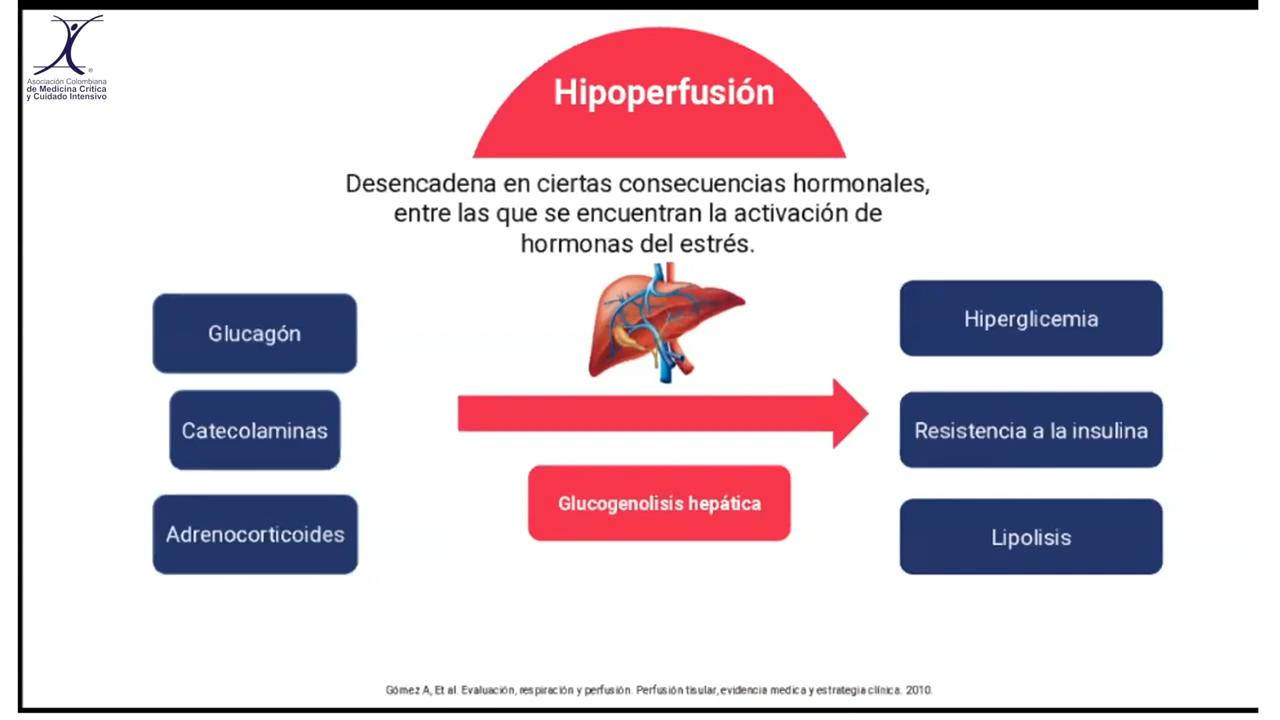 Asociación Colombiana
de Medicina Crítica
y Cuidado Intensivo
Hipoperfusión
Desencadena en ciertas consecuencias hormonales,
entre las que se encuentran la activación de
hormonas del estrés.
Glucagón
Catecolaminas
Adrenocorticoides
Glucogenolisis hepática
Hiperglicemia
Resistencia a la insulina
Lipolisis
Gómez A, Et al. Evaluación, respiración y perfusión. Perfusión tisular, evidencia medica y estrategia clínica. 2010.